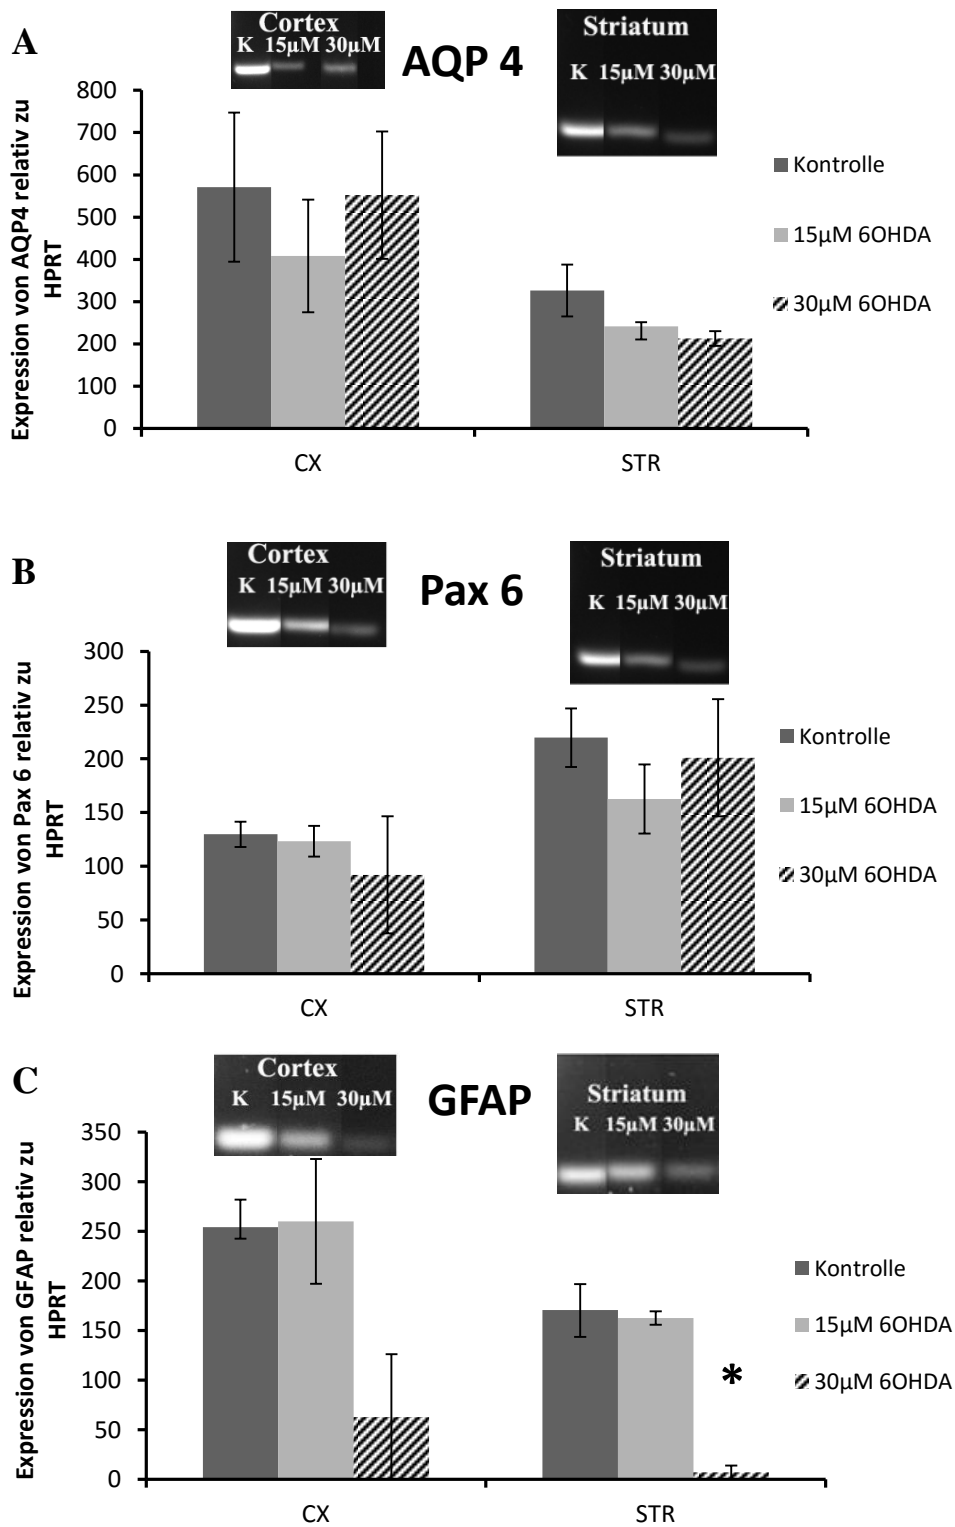 A
Cortex
K 15µM 30µM
AQP 4
Striatum
K 15µM 30µM
Expression von AQP4 relativ zu
HPRT
800
700
600
500
400
300
200
100
0
CX
STR
Kontrolle
15µM 6OHDA
30µM 6OHDA
B
Cortex
K 15µM 30µM
Pax 6
Striatum
K 15µM 30µM
Expression von Pax 6 relativ zu
HPRT
300
250
200
150
100
50
0
CX
STR
Kontrolle
15µM 6OHDA
30µM 6OHDA
C
Cortex
K 15µM 30µM
GFAP
Striatum
K 15µM 30µM
Expression von GFAP relativ zu
HPRT
350
300
250
200
150
100
50
0
*
CX
STR
Kontrolle
15µM 6OHDA
30µM 6OHDA